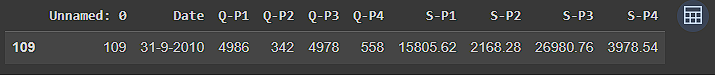 Unnamed: 0 Date Q-P1 Q-P2 Q-P3 Q-P4 S-P1 S-P2 S-P3 S-P4
109 109 31-9-2010 4986 342 4978 558 15805.62 2168.28 26980.76 3978.54